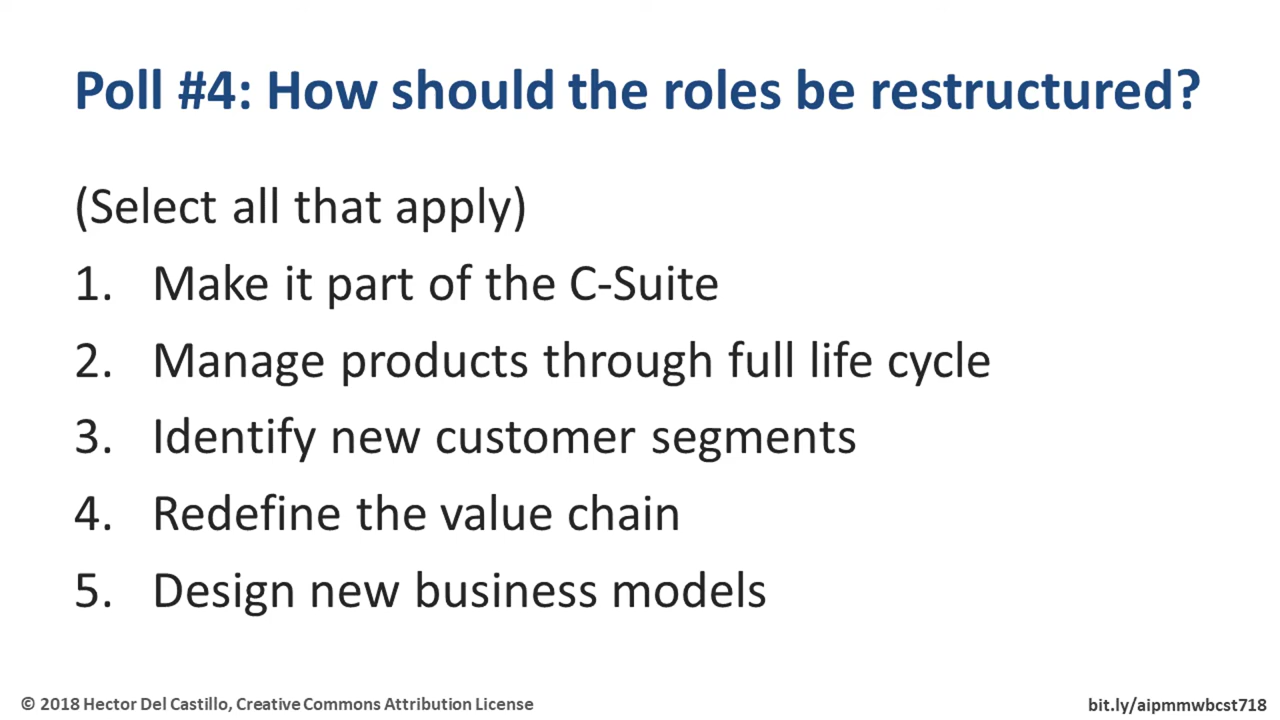 Poll #4: How should the roles be restructured?
(Select all that apply)
1. Make it part of the C-Suite
2. Manage products through full life cycle
3. Identify new customer segments
4. Redefine the value chain
5. Design new business models
© 2018 Hector Del Castillo, Creative Commons Attribution License
bit.ly/aipmmwbcst718